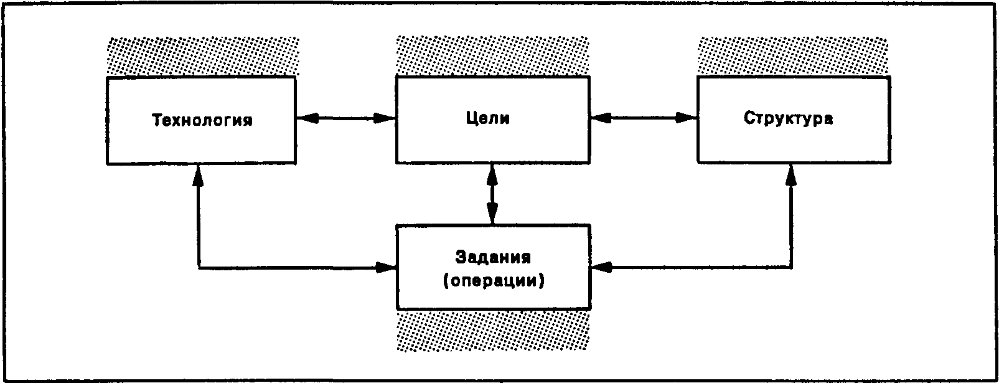 Технология
Цели
Структура
Задания
(операции)